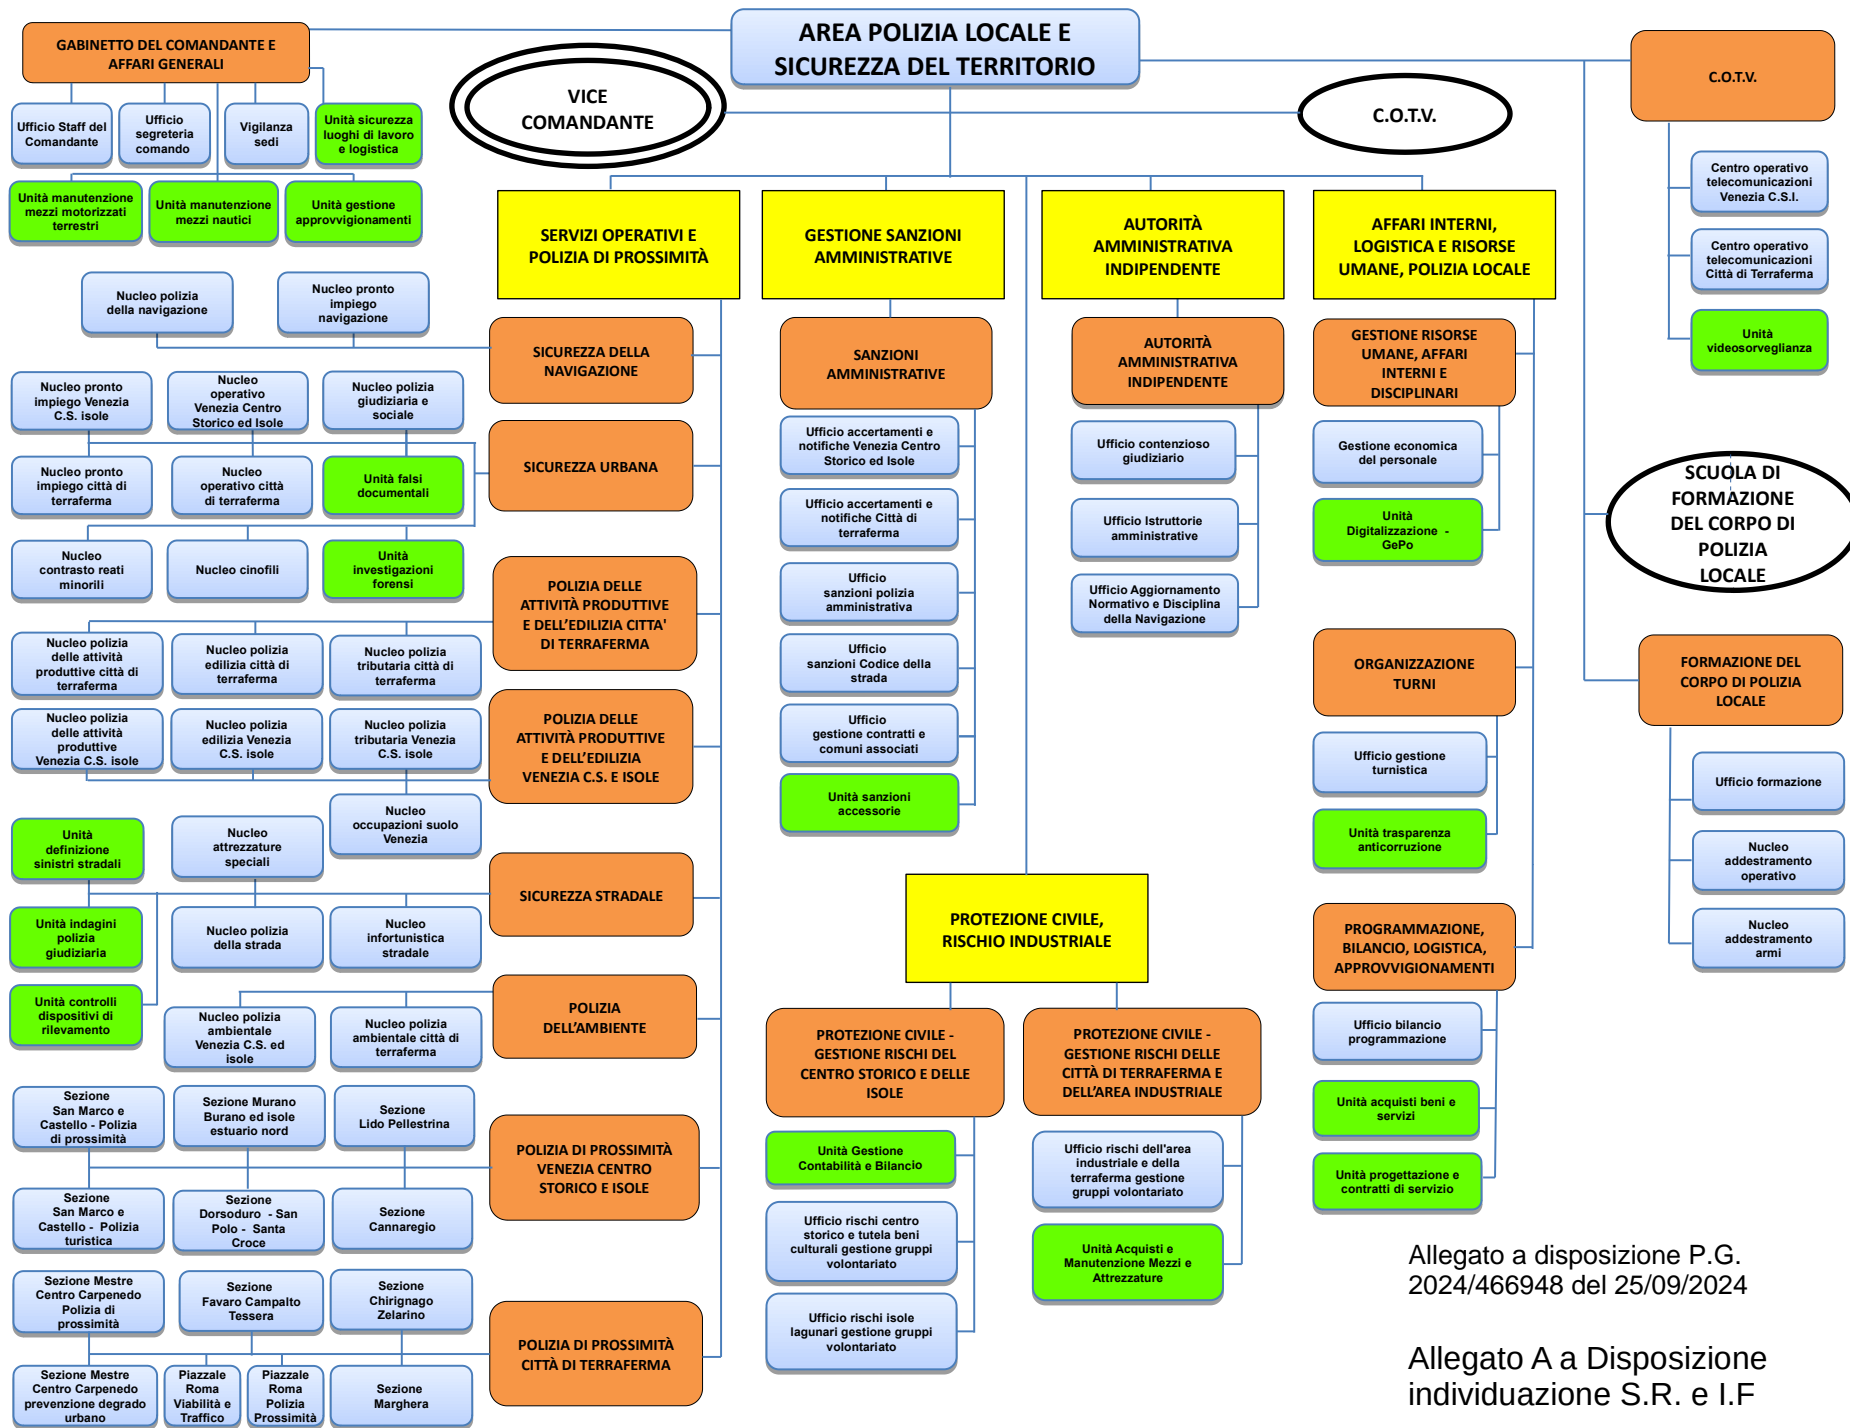 AREA POLIZIA LOCALE E
SICUREZZA DEL TERRITORIO
GABINETTO DEL COMANDANTE E
AFFARI GENERALI
Ufficio Staff del
Comandante
Ufficio
segreteria
comando
Vigilanza
sedi
Unità sicurezza
luoghi di lavoro
e logistica
Unità manutenzione
mezzi motorizzati
terrestri
Unità manutenzione
mezzi nautici
Unità gestione
approvvigionamenti
VICE
COMANDANTE
C.O.T.V.
C.O.T.V.
Centro operativo
telecomunicazioni
Venezia C.S.I.
Centro operativo
telecomunicazioni
Città di Terraferma
Unità
videosorveglianza
SERVIZI OPERATIVI E
POLIZIA DI PROSSIMITÀ
GESTIONE SANZIONI
AMMINISTRATIVE
AUTORITÀ
AMMINISTRATIVA
INDIPENDENTE
AFFARI INTERNI,
LOGISTICA E RISORSE
UMANE, POLIZIA LOCALE
Nucleo polizia
della navigazione
Nucleo pronto
impiego
navigazione
SICUREZZA DELLA
NAVIGAZIONE
Nucleo pronto
impiego Venezia
C.S. isole
Nucleo
operativo
Venezia Centro
Storico ed Isole
Nucleo polizia
giudiziaria e
sociale
Nucleo pronto
impiego città di
terraferma
Nucleo
operativo città
di terraferma
Unità falsi
documentali
SICUREZZA URBANA
Nucleo
contrasto reati
minorili
Nucleo cinofili
Unità
investigazioni
forensi
POLIZIA DELLE
ATTIVITÀ PRODUTTIVE
E DELL'EDILIZIA CITTA'
DI TERRAFERMA
Nucleo polizia
delle attività
produttive città di
terraferma
Nucleo polizia
edilizia città di
terraferma
Nucleo polizia
tributaria città di
terraferma
Nucleo polizia
delle attività
produttive
Venezia C.S. isole
Nucleo polizia
edilizia Venezia
C.S. isole
Nucleo polizia
tributaria Venezia
C.S. isole
POLIZIA DELLE
ATTIVITÀ PRODUTTIVE
E DELL'EDILIZIA
VENEZIA C.S. E ISOLE
Nucleo
occupazioni suolo
Venezia
Unità
definizione
sinistri stradali
Nucleo
attrezzature
speciali
SICUREZZA STRADALE
Unità indagini
polizia
giudiziaria
Nucleo polizia
della strada
Nucleo
infortunistica
stradale
Unità controlli
dispositivi di
rilevamento
Nucleo polizia
ambientale
Venezia C.S. ed
isole
Nucleo polizia
ambientale città di
terraferma
POLIZIA
DELL'AMBIENTE
Sezione
San Marco e
Castello - Polizia
di prossimità
Sezione Murano
Burano ed isole
estuario nord
Sezione
Lido Pellestrina
POLIZIA DI PROSSIMITÀ
VENEZIA CENTRO
STORICO E ISOLE
Sezione
San Marco e
Castello - Polizia
turistica
Sezione
Dorsoduro - San
Polo - Santa
Croce
Sezione
Cannaregio
Sezione Mestre
Centro Carpenedo
Polizia di
prossimità
Sezione
Favaro Campalto
Tessera
Sezione
Chirignago
Zelarino
POLIZIA DI PROSSIMITÀ
CITTÀ DI TERRAFERMA
Sezione Mestre
Centro Carpenedo
prevenzione degrado
urbano
Piazzale
Roma
Viabilità e
Traffico
Piazzale
Roma
Polizia
Prossimità
Sezione
Marghera
SANZIONI
AMMINISTRATIVE
Ufficio accertamenti e
notifiche Venezia Centro
Storico ed Isole
Ufficio accertamenti e
notifiche Città di
terraferma
Ufficio
sanzioni polizia
amministrativa
Ufficio
sanzioni Codice della
strada
Ufficio
gestione contratti e
comuni associati
Unità sanzioni
accessorie
AUTORITÀ
AMMINISTRATIVA
INDIPENDENTE
Ufficio contenzioso
giudiziario
Ufficio Istruttorie
amministrative
Ufficio Aggiornamento
Normativo e Disciplina
della Navigazione
GESTIONE RISORSE
UMANE, AFFARI
INTERNI E
DISCIPLINARI
Gestione economica
del personale
Unità
Digitalizzazione -
GePo
ORGANIZZAZIONE
TURNI
Ufficio gestione
turnistica
Unità trasparenza
anticorruzione
PROGRAMMAZIONE,
BILANCIO, LOGISTICA,
APPROVVIGIONAMENTI
Ufficio bilancio
programmazione
Unità acquisti beni e
servizi
Unità progettazione e
contratti di servizio
PROTEZIONE CIVILE,
RISCHIO INDUSTRIALE
PROTEZIONE CIVILE -
GESTIONE RISCHI DEL
CENTRO STORICO E DELLE
ISOLE
Unità Gestione
Contabilità e Bilancio
Ufficio rischi centro
storico e tutela beni
culturali gestione gruppi
volontariato
Ufficio rischi isole
lagunari gestione gruppi
volontariato
PROTEZIONE CIVILE -
GESTIONE RISCHI DELLE
CITTÀ DI TERRAFERMA E
DELL'AREA INDUSTRIALE
Ufficio rischi dell'area
industriale e della
terraferma gestione
gruppi volontariato
Unità Acquisti e
Manutenzione Mezzi e
Attrezzature
SCUOLA DI
FORMAZIONE
DEL CORPO DI
POLIZIA
LOCALE
FORMAZIONE DEL
CORPO DI POLIZIA
LOCALE
Ufficio formazione
Nucleo
addestramento
operativo
Nucleo
addestramento
armi
Allegato a disposizione P.G.
2024/466948 del 25/09/2024
Allegato A a Disposizione
individuazione S.R. e I.F